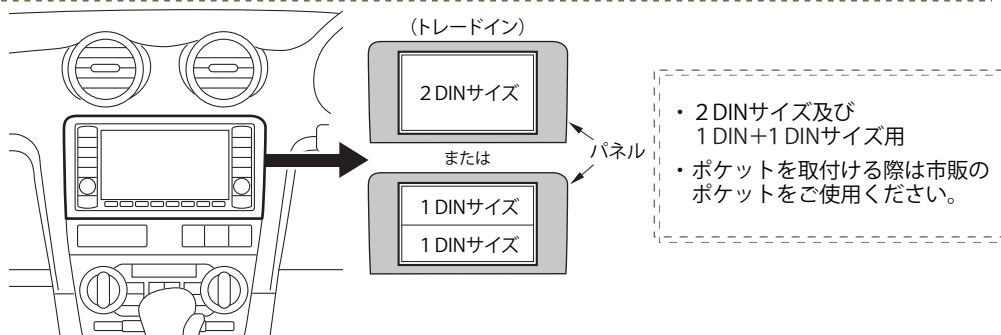 (トレードイン)
2 DINサイズ
または
パネル
1 DINサイズ
1 DINサイズ
・ 2 DINサイズ及び
1 DIN＋1 DINサイズ用
・ポケットを取付ける際は市販の
ポケットをご使用ください。